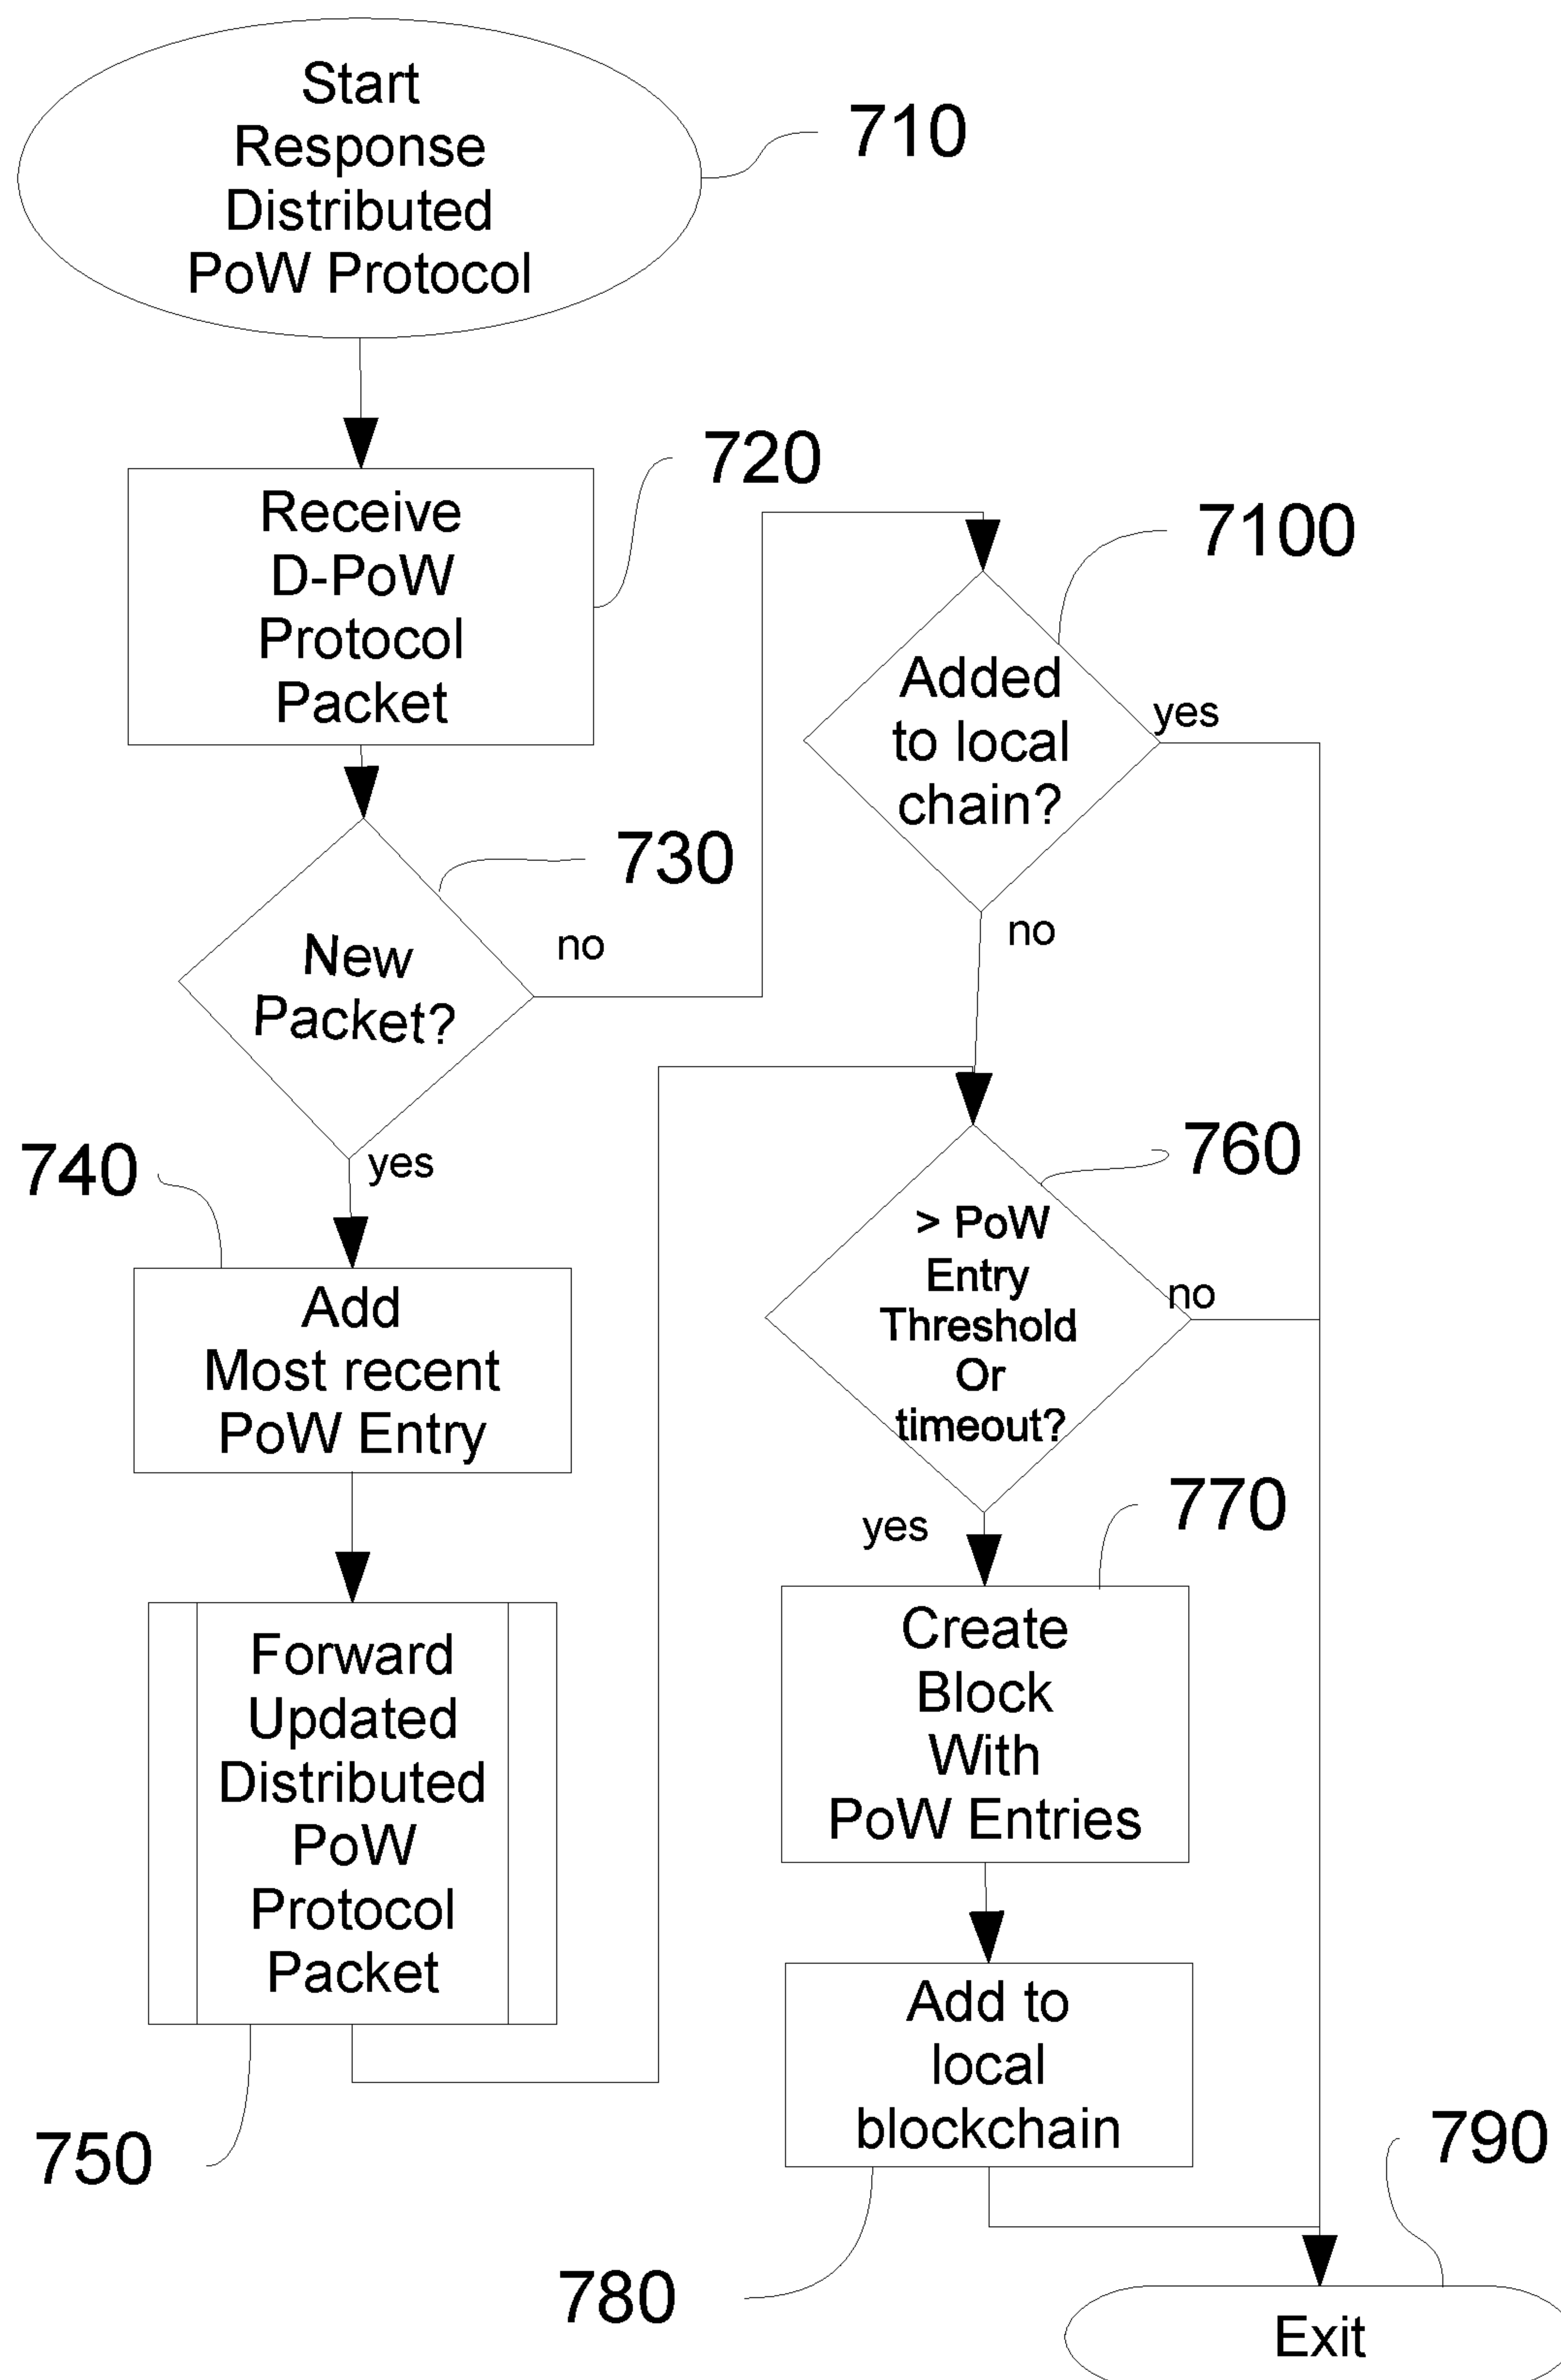 Start
Response
Distributed
PoW Protocol
710
Receive
D-PoW
Protocol
Packet
720
New
Packet?
730
no
yes
7100
Added
to local
chain?
yes
no
740
Add
Most recent
PoW Entry
Forward
Updated
Distributed
PoW
Protocol
Packet
750
760
> PoW
Entry
Threshold
Or
timeout?
no
yes
770
Create
Block
With
PoW Entries
Add to
local
blockchain
780
790
Exit